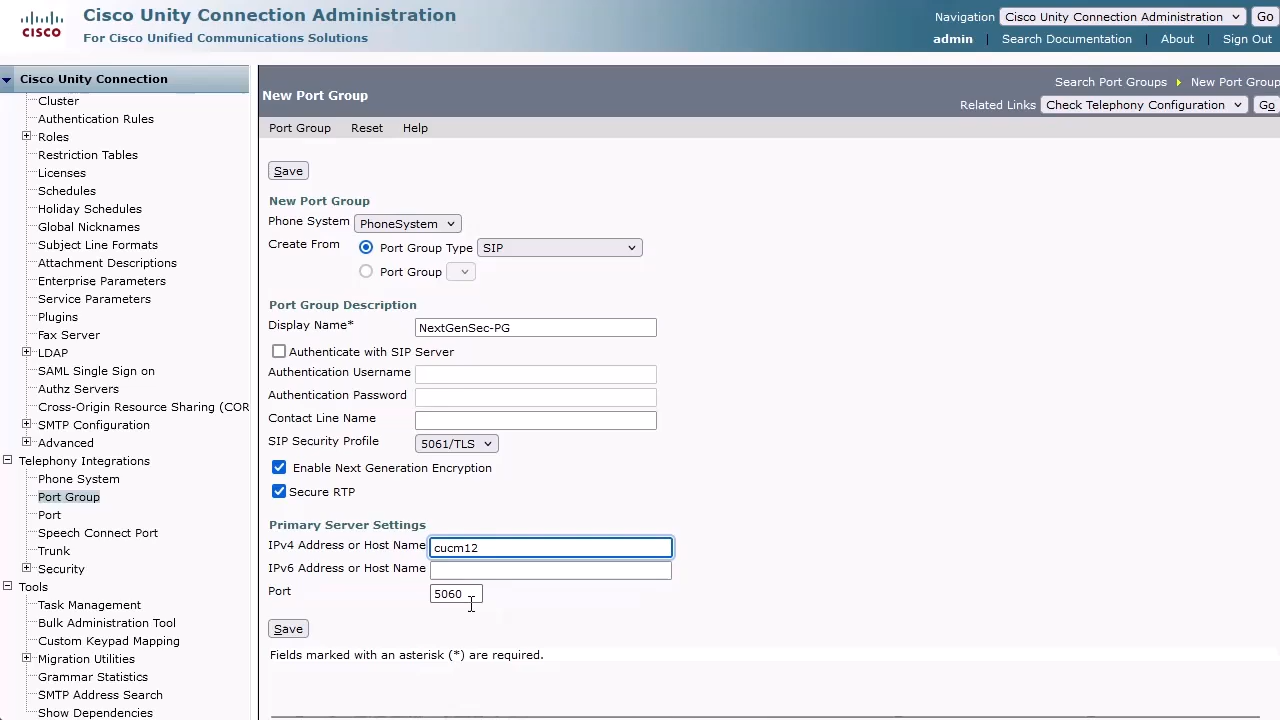 Cisco Unity Connection Administration
For Cisco Unified Communications Solutions
CISCO
Navigation Cisco Unity Connection Administration Go
admin | Search Documentation | About | Sign Out
Cisco Unity Connection
Cluster
Authentication Rules
Roles
Restriction Tables
Licenses
Schedules
Holiday Schedules
Global Nicknames
Subject Line Formats
Attachment Descriptions
Enterprise Parameters
Service Parameters
Plugins
Fax Server
LDAP
SAML Single Sign on
Authz Servers
Cross-Origin Resource Sharing (COR
SMTP Configuration
Advanced
Telephony Integrations
Phone System
Port Group
Port
Speech Connect Port
Trunk
Security
Tools
Task Management
Bulk Administration Tool
Custom Keypad Mapping
Migration Utilities
Grammar Statistics
SMTP Address Search
Show Dependencies
New Port Group
Search Port Groups New Port Group
Related Links Check Telephony Configuration Go
Port Group Reset Help
Save
New Port Group
Phone System PhoneSystem
Create From Port Group Type SIP
Port Group
Port Group Description
Display Name* NextGenSec-PG
Authenticate with SIP Server
Authentication Username
Authentication Password
Contact Line Name
SIP Security Profile 5061/TLS
Enable Next Generation Encryption
Secure RTP
Primary Server Settings
IPv4 Address or Host Name cucm12
IPv6 Address or Host Name
Port 5060
Save
Fields marked with an asterisk (*) are required.